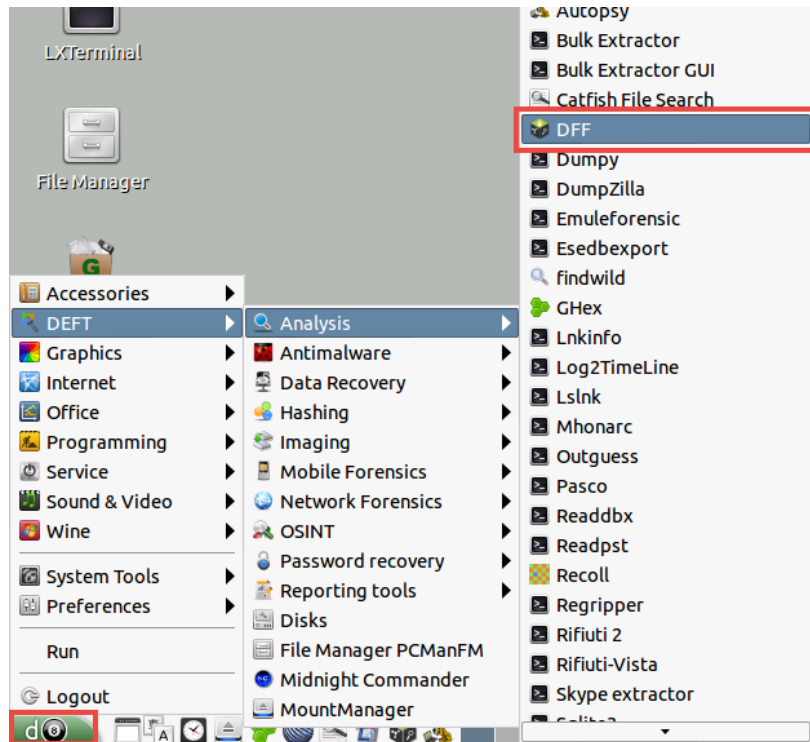 LXTerminal
File Manager
Accessories
DEFT
Graphics
Internet
Office
Programming
Service
Sound & Video
Wine
System Tools
Preferences
Run
Logout
Analysis
Antimalware
Data Recovery
Hashing
Imaging
Mobile Forensics
Network Forensics
OSINT
Password recovery
Reporting tools
Disks
File Manager PCManFM
Midnight Commander
MountManager
Autopsy
Bulk Extractor
Bulk Extractor GUI
Catfish File Search
DFF
Dumpy
DumpZilla
Emuleforensic
Esedbexport
findwild
GHex
Lnkinfo
Log2TimeLine
Lslnk
Mhonarc
Outguess
Pasco
Readdbx
Readpst
Recoll
Regripper
Rifiuti 2
Rifiuti-Vista
Skype extractor
d8